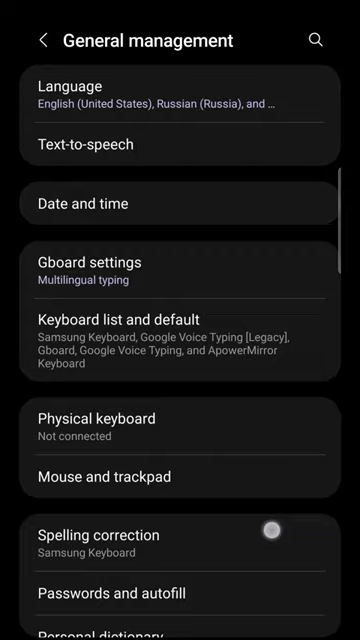 General management
Language
English (United States), Russian (Russia), and ...
Text-to-speech
Date and time
Gboard settings
Multilingual typing
Keyboard list and default
Samsung Keyboard, Google Voice Typing [Legacy],
Gboard, Google Voice Typing, and ApowerMirror
Keyboard
Physical keyboard
Not connected
Mouse and trackpad
Spelling correction
Samsung Keyboard
Passwords and autofill
Personal dictionary